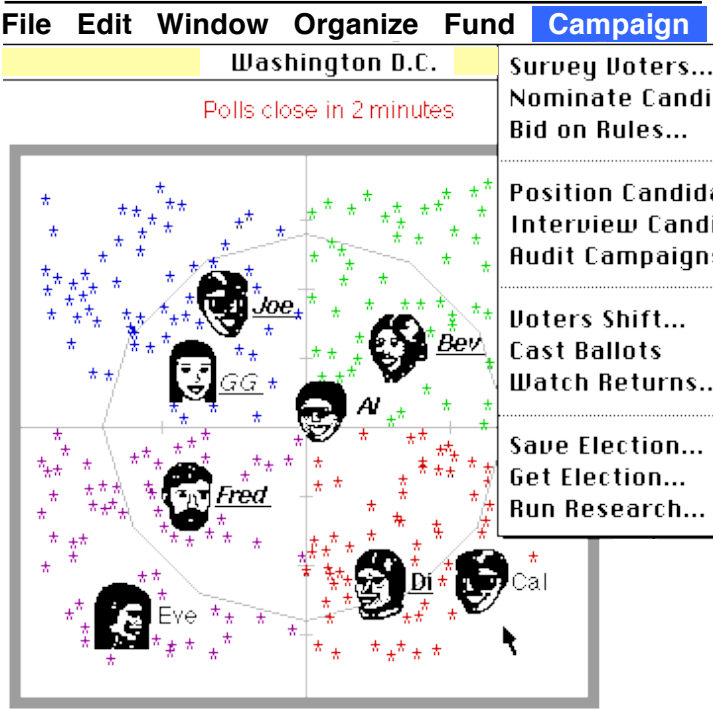 File Edit Window Organize Fund Campaign
Washington D.C.
Polls close in 2 minutes
Survey Voters...
Nominate Candi
Bid on Rules...
Position Candida
Interview Candi
Audit Campaigns
Voters Shift...
Cast Ballots
Watch Returns...
Save Election...
Get Election...
Run Research...
Joe
Bev
GG
Al
Fred
Di
Cal
Eve